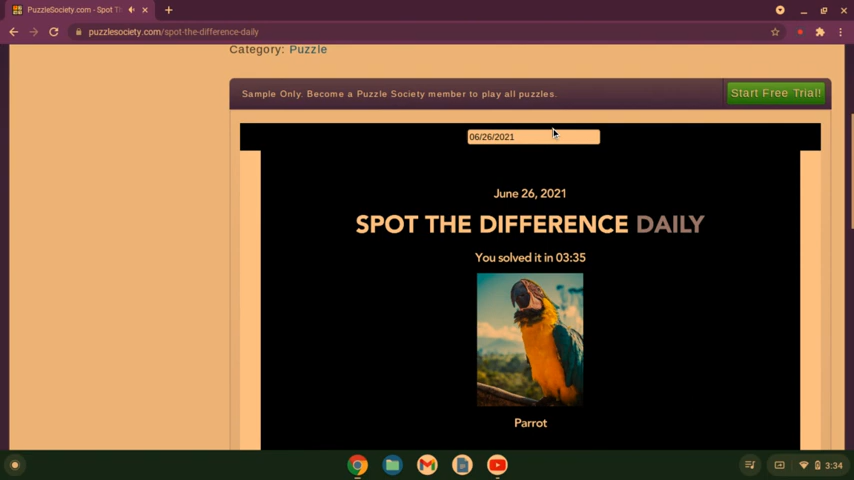 PuzzleSociety.com - Spot T
puzzlesociety.com/spot-the-difference-daily
Category: Puzzle
Sample Only. Become a Puzzle Society member to play all puzzles.
Start Free Trial!
06/26/2021
June 26, 2021
SPOT THE DIFFERENCE DAILY
You solved it in 03:35
Parrot
3:34